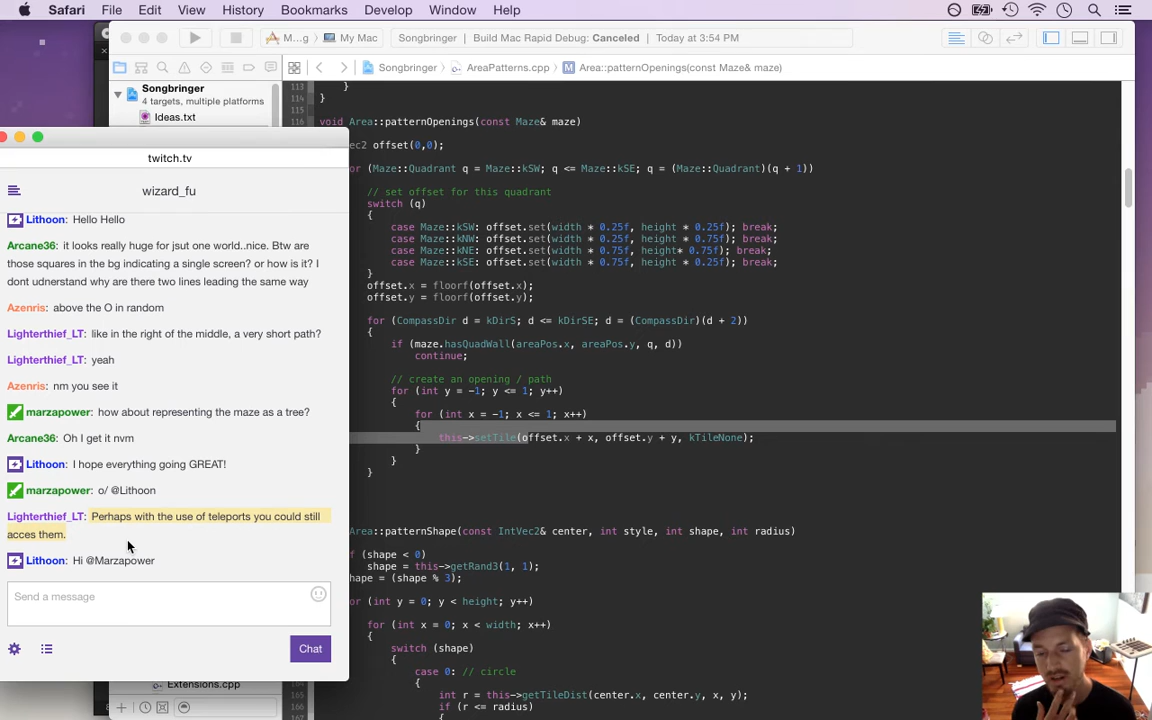 Safari File Edit View History Bookmarks Develop Window Help
M...g My Mac Songbringer Build Mac Rapid Debug: Canceled Today at 3:54 PM
Songbringer AreaPatterns.cpp M Area::patternOpenings(const Maze& maze)
Songbringer
4 targets, multiple platforms
Ideas.txt
twitch.tv
wizard_fu
Lithoon: Hello Hello
Arcane36: it looks really huge for jsut one world..nice. Btw are
those squares in the bg indicating a single screen? or how is it? I
dont udnerstand why are there two lines leading the same way
Azenris: above the O in random
Lighterthief_LT: like in the right of the middle, a very short path?
Lighterthief_LT: yeah
Azenris: nm you see it
marzapower: how about representing the maze as a tree?
Arcane36: Oh I get it nvm
Lithoon: I hope everything going GREAT!
marzapower: o/ @Lithoon
Lighterthief_LT: Perhaps with the use of teleports you could still
acces them.
Lithoon: Hi @Marzapower
Send a message
Chat
Extensions.cpp
113 }
114 }
115
void Area::patternOpenings(const Maze& maze)
ec2 offset(0,0);
or (Maze::Quadrant q = Maze::kSW; q <= Maze::kSE; q = (Maze::Quadrant)(q + 1))
// set offset for this quadrant
switch (q)
{
case Maze::kSW: offset.set(width * 0.25f, height * 0.25f); break;
case Maze::kNW: offset.set(width * 0.25f, height * 0.75f); break;
case Maze::kNE: offset.set(width * 0.75f, height* 0.75f); break;
case Maze::kSE: offset.set(width * 0.75f, height * 0.25f); break;
}
offset.x = floorf(offset.x);
offset.y = floorf(offset.y);
for (CompassDir d = kDirS; d <= kDirSE; d = (CompassDir)(d + 2))
{
if (maze.hasQuadWall(areaPos.x, areaPos.y, q, d))
continue;
// create an opening / path
for (int y = -1; y <= 1; y++)
{
for (int x = -1; x <= 1; x++)
{
this->setTile(offset.x + x, offset.y + y, kTileNone);
}
}
}
Area::patternShape(const IntVec2& center, int style, int shape, int radius)
f (shape < 0)
shape = this->getRand3(1, 1);
hape = (shape % 3);
or (int y = 0; y < height; y++)
for (int x = 0; x < width; x++)
{
switch (shape)
{
case 0: // circle
{
164
165 int r = this->getTileDist(center.x, center.y, x, y);
166 if (r <= radius)